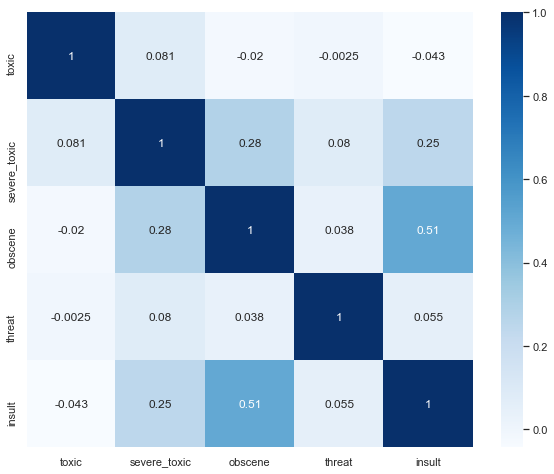 toxic 1 0.081 -0.02 -0.0025 -0.043
severe_toxic 0.081 1 0.28 0.08 0.25
obscene -0.02 0.28 1 0.038 0.51
threat -0.0025 0.08 0.038 1 0.055
insult -0.043 0.25 0.51 0.055 1
toxic severe_toxic obscene threat insult
1.0
0.8
0.6
0.4
0.2
0.0